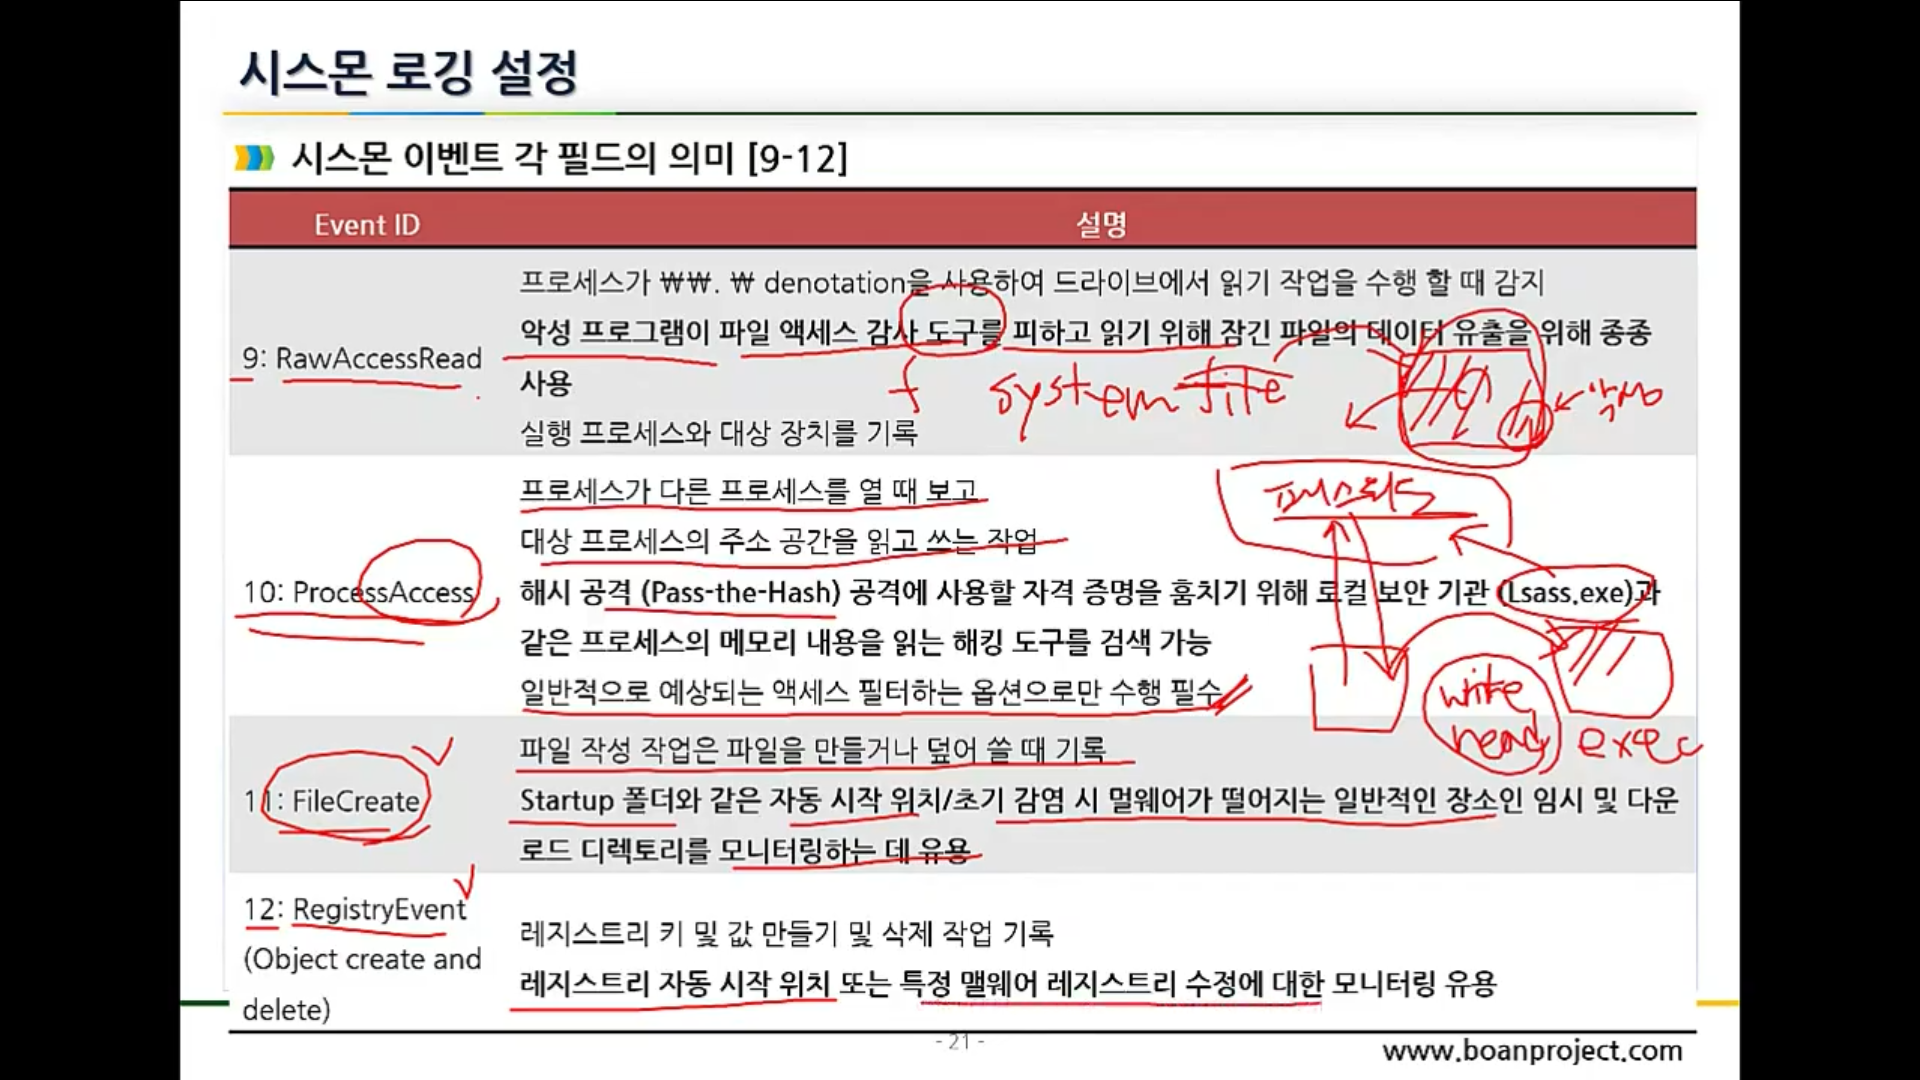 시스몬 로깅 설정
시스몬 이벤트 각 필드의 의미 [9-12]
Event ID
설명
9: RawAccessRead
프로세스가 ₩₩. ₩ denotation을 사용하여 드라이브에서 읽기 작업을 수행 할 때 감지
악성 프로그램이 파일 액세스 감사 도구를 피하고 읽기 위해 잠긴 파일의 데이터 유출을 위해 종종
사용
실행 프로세스와 대상 장치를 기록
system file
10: ProcessAccess
프로세스가 다른 프로세스를 열 때 보고
대상 프로세스의 주소 공간을 읽고 쓰는 작업
해시 공격 (Pass-the-Hash) 공격에 사용할 자격 증명을 훔치기 위해 로컬 보안 기관 (Lsass.exe)과
같은 프로세스의 메모리 내용을 읽는 해킹 도구를 검색 가능
일반적으로 예상되는 액세스 필터하는 옵션으로만 수행 필수
패스워드
write
read
exec
11: FileCreate
파일 작성 작업은 파일을 만들거나 덮어 쓸 때 기록
Startup 폴더와 같은 자동 시작 위치/초기 감염 시 멀웨어가 떨어지는 일반적인 장소인 임시 및 다운
로드 디렉토리를 모니터링하는 데 유용
12: RegistryEvent
(Object create and
delete)
레지스트리 키 및 값 만들기 및 삭제 작업 기록
레지스트리 자동 시작 위치 또는 특정 맬웨어 레지스트리 수정에 대한 모니터링 유용
- 21 -
www.boanproject.com